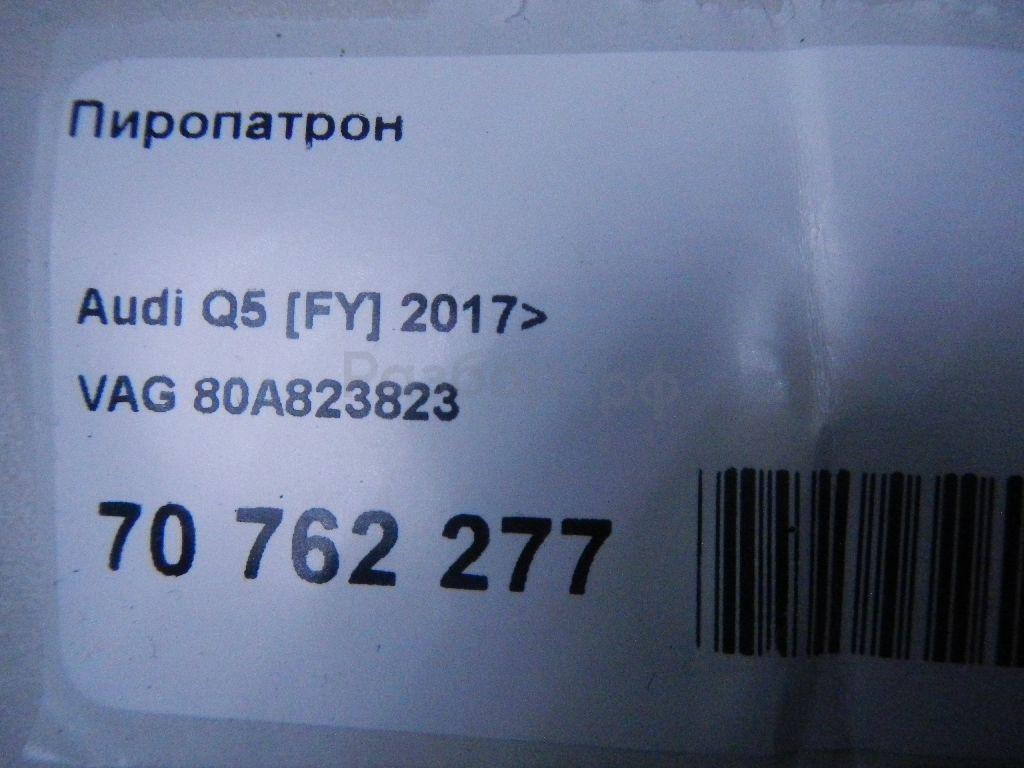 Пиропатрон
Audi Q5 [FY] 2017>
VAG 80A823823
70 762 277